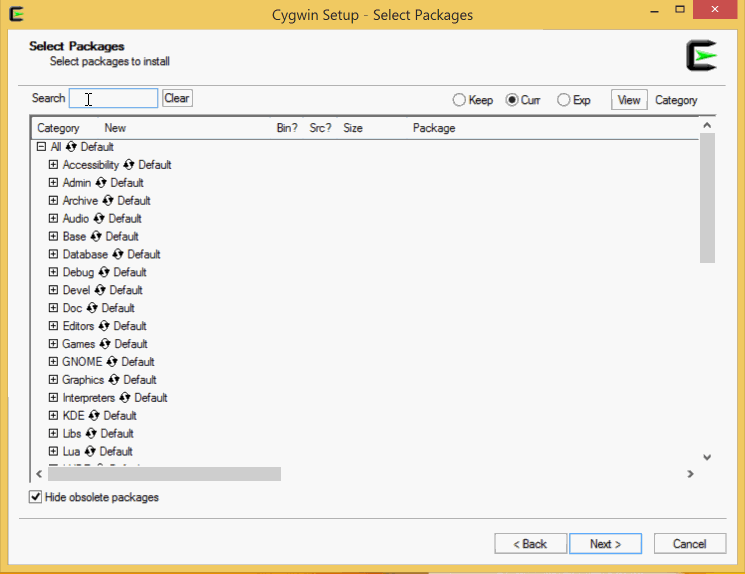 Cygwin Setup - Select Packages
Select Packages
Select packages to install
Search Clear Keep Curr Exp View Category
Category New Bin? Src? Size Package
All Default
Accessibility Default
Admin Default
Archive Default
Audio Default
Base Default
Database Default
Debug Default
Devel Default
Doc Default
Editors Default
Games Default
GNOME Default
Graphics Default
Interpreters Default
KDE Default
Libs Default
Lua Default
Hide obsolete packages
< Back Next > Cancel